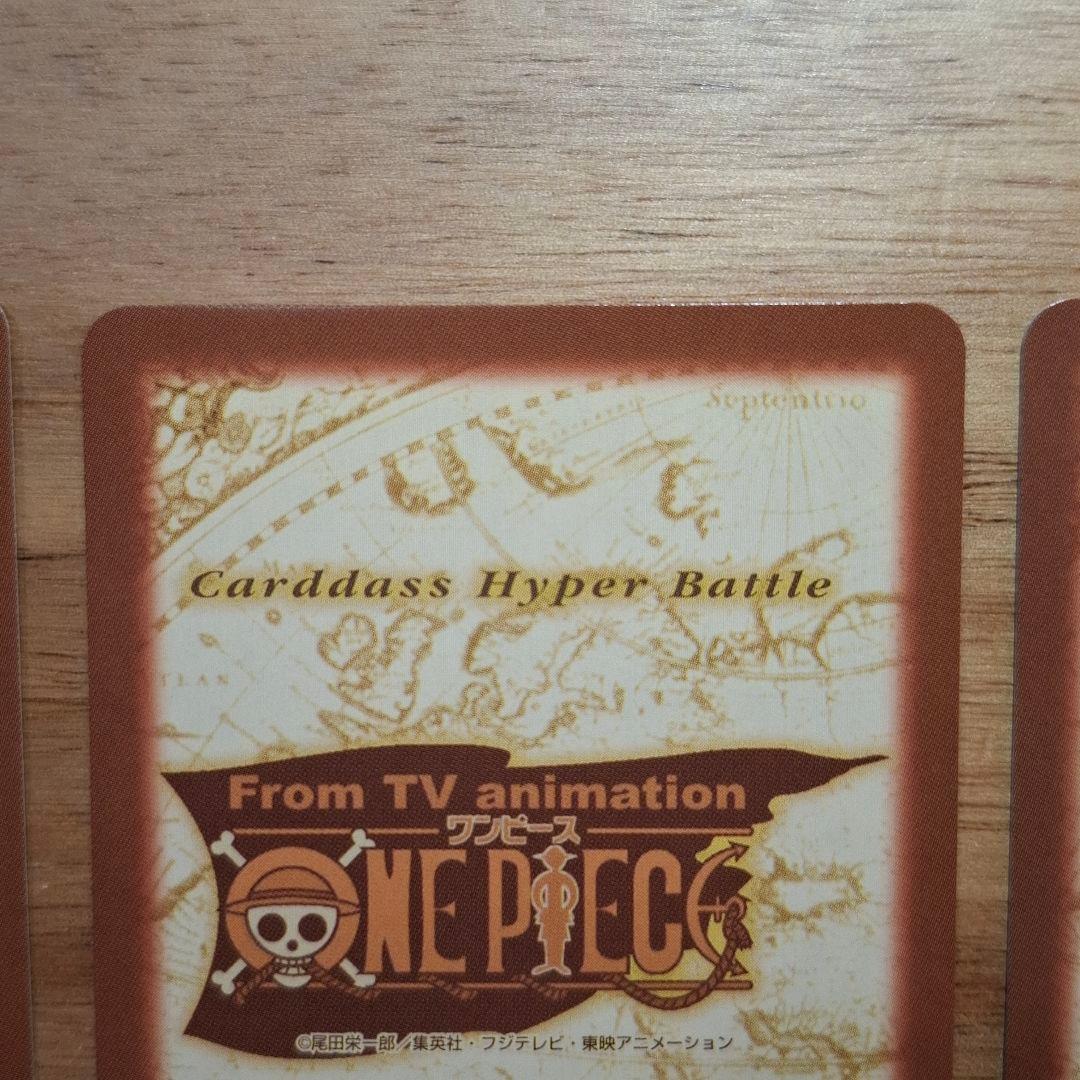 Septentrio
Carddass Hyper Battle
TLAN
From TV animation
ワンピース
ONE PIECE
©尾田栄一郎／集英社・フジテレビ・東映アニメーション